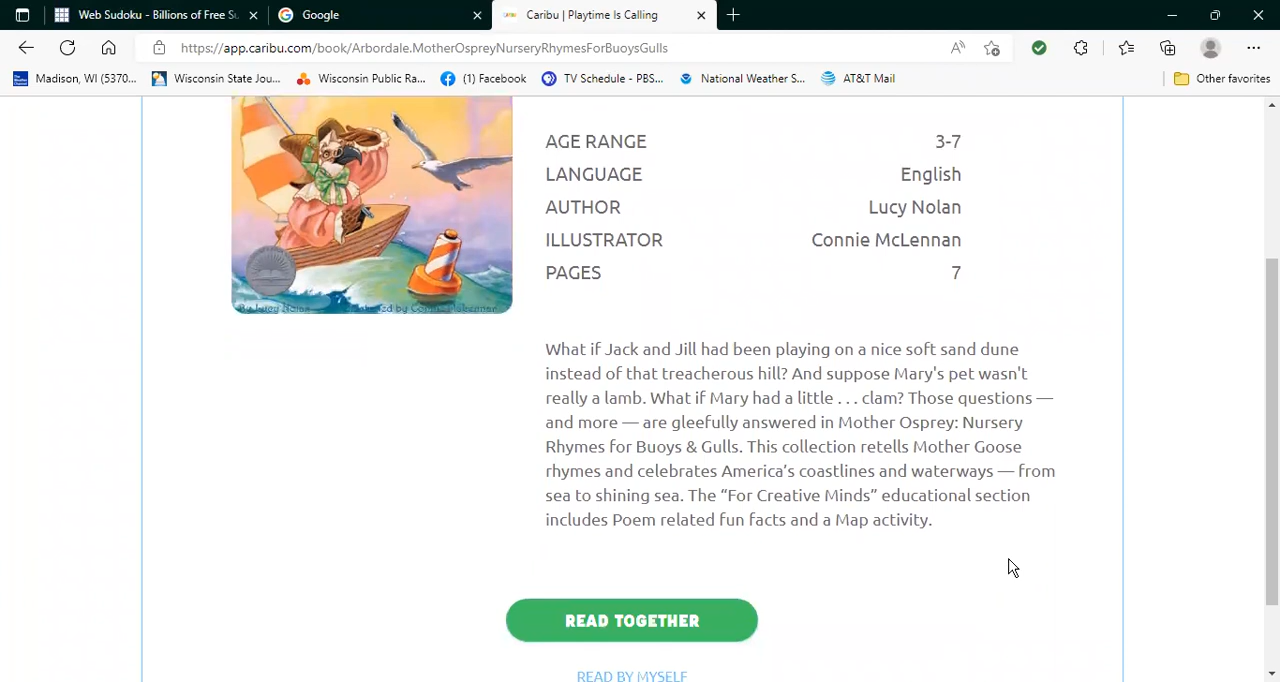 Web Sudoku - Billions of Free Su
Google
Caribu | Playtime Is Calling
https://app.caribu.com/book/Arbordale.MotherOspreyNurseryRhymesForBuoysGulls
Madison, WI (5370...
Wisconsin State Jou...
Wisconsin Public Ra...
(1) Facebook
TV Schedule - PBS...
National Weather S...
AT&T Mail
Other favorites
AGE RANGE 3-7
LANGUAGE English
AUTHOR Lucy Nolan
ILLUSTRATOR Connie McLennan
PAGES 7
By Lucy Nolan Illustrated by Connie McLennan
What if Jack and Jill had been playing on a nice soft sand dune
instead of that treacherous hill? And suppose Mary's pet wasn't
really a lamb. What if Mary had a little . . . clam? Those questions —
and more — are gleefully answered in Mother Osprey: Nursery
Rhymes for Buoys & Gulls. This collection retells Mother Goose
rhymes and celebrates America’s coastlines and waterways — from
sea to shining sea. The “For Creative Minds” educational section
includes Poem related fun facts and a Map activity.
READ TOGETHER
READ BY MYSELF